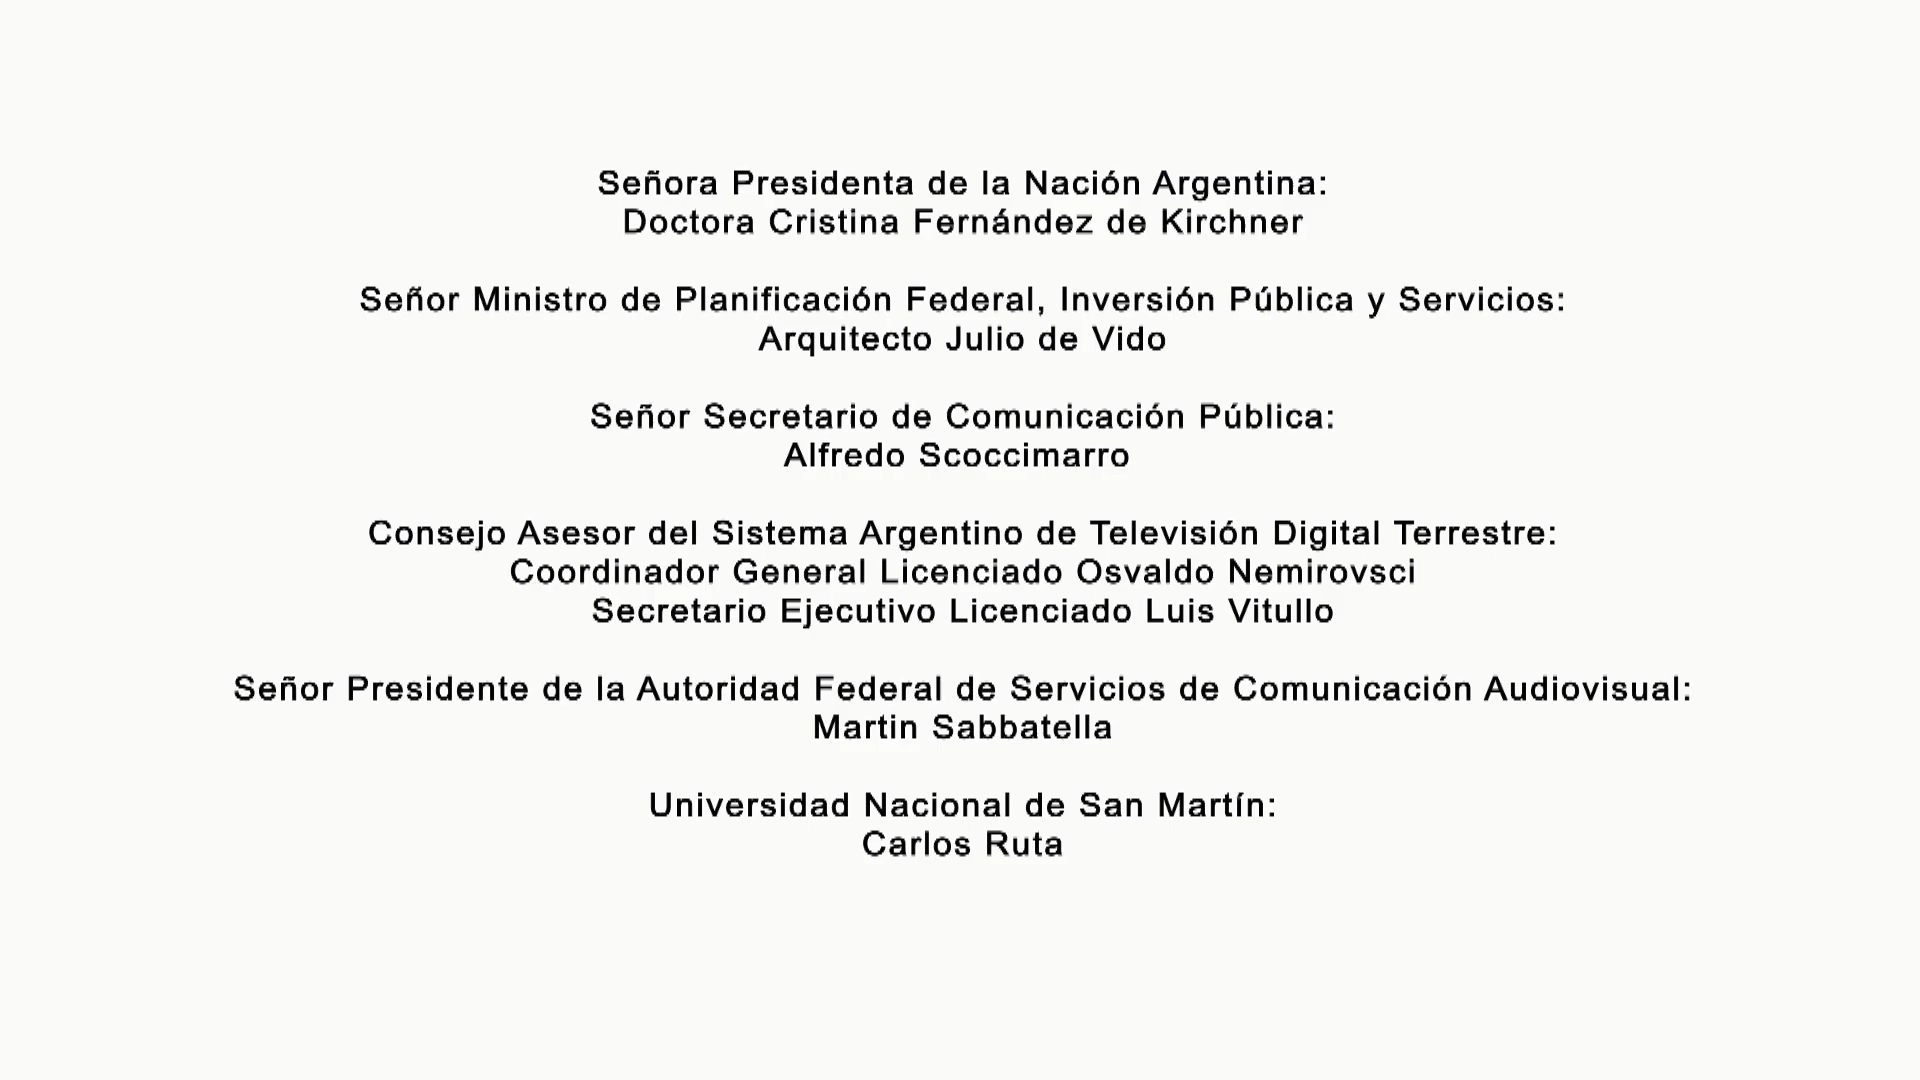 Señora Presidenta de la Nación Argentina:
Doctora Cristina Fernández de Kirchner
Señor Ministro de Planificación Federal, Inversión Pública y Servicios:
Arquitecto Julio de Vido
Señor Secretario de Comunicación Pública:
Alfredo Scoccimarro
Consejo Asesor del Sistema Argentino de Televisión Digital Terrestre:
Coordinador General Licenciado Osvaldo Nemirovsci
Secretario Ejecutivo Licenciado Luis Vitullo
Señor Presidente de la Autoridad Federal de Servicios de Comunicación Audiovisual:
Martin Sabbatella
Universidad Nacional de San Martín:
Carlos Ruta